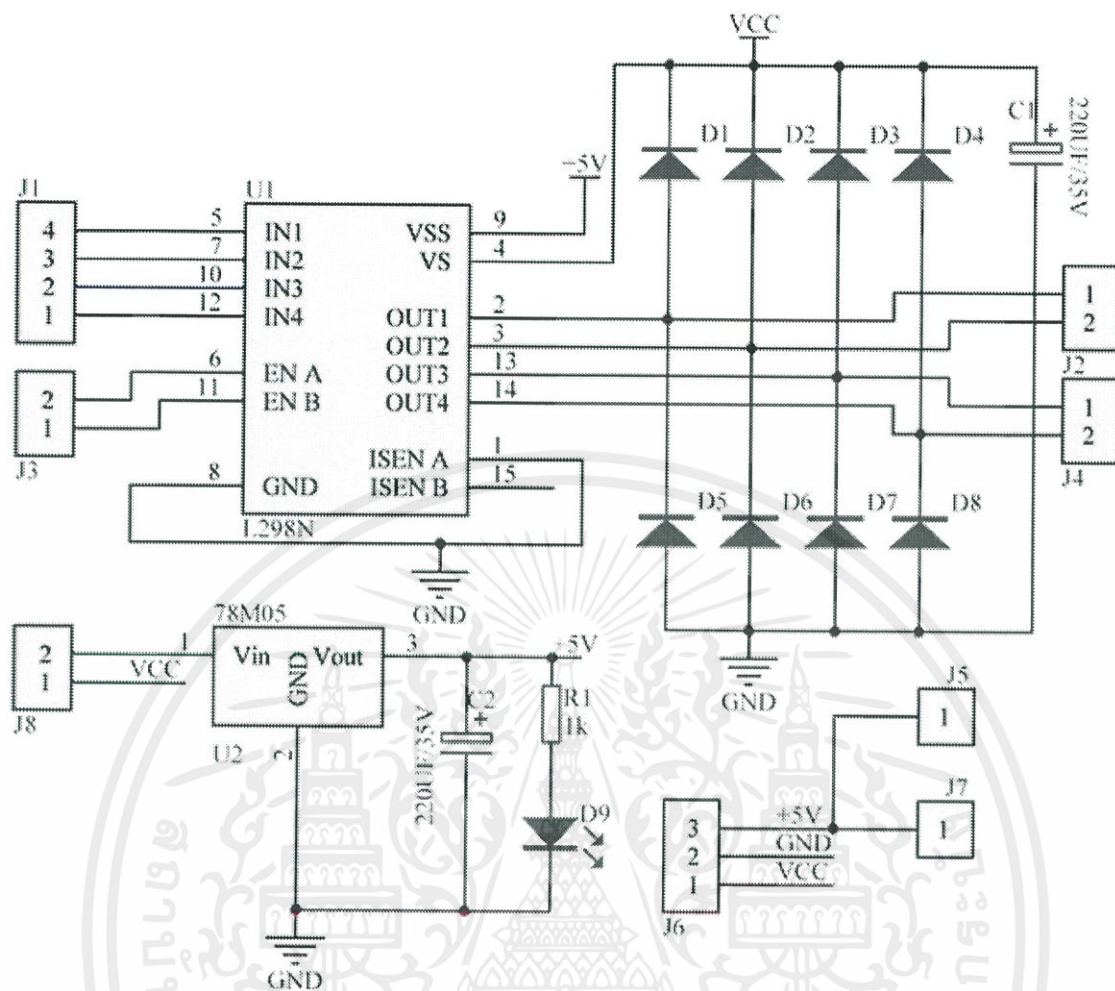 VCC
C1
220UF/35V
+
D1
D2
D3
D4
+5V
J1
4
3
2
1
5
7
10
12
U1
IN1
IN2
IN3
IN4
EN A
EN B
GND
VSS
VS
OUT1
OUT2
OUT3
OUT4
ISEN A
ISEN B
L298N
9
4
2
3
13
14
1
15
6
11
8
2
1
J3
1
2
J2
1
2
J4
D5
D6
D7
D8
GND
GND
78M05
Vin
GND
Vout
U2
1
3
2
2
1
J8
VCC
+5V
C2
+
220UF/35V
R1
1k
D9
GND
J5
1
J7
1
3
2
1
J6
+5V
GND
VCC